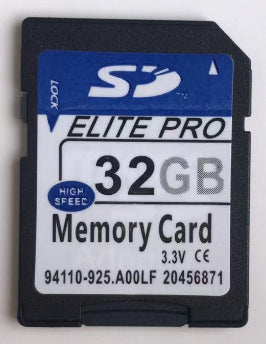 SD
LOCK
ELITE PRO
32GB
HIGH
SPEED
Memory Card
3.3V CE
94110-925.A00LF 20456871